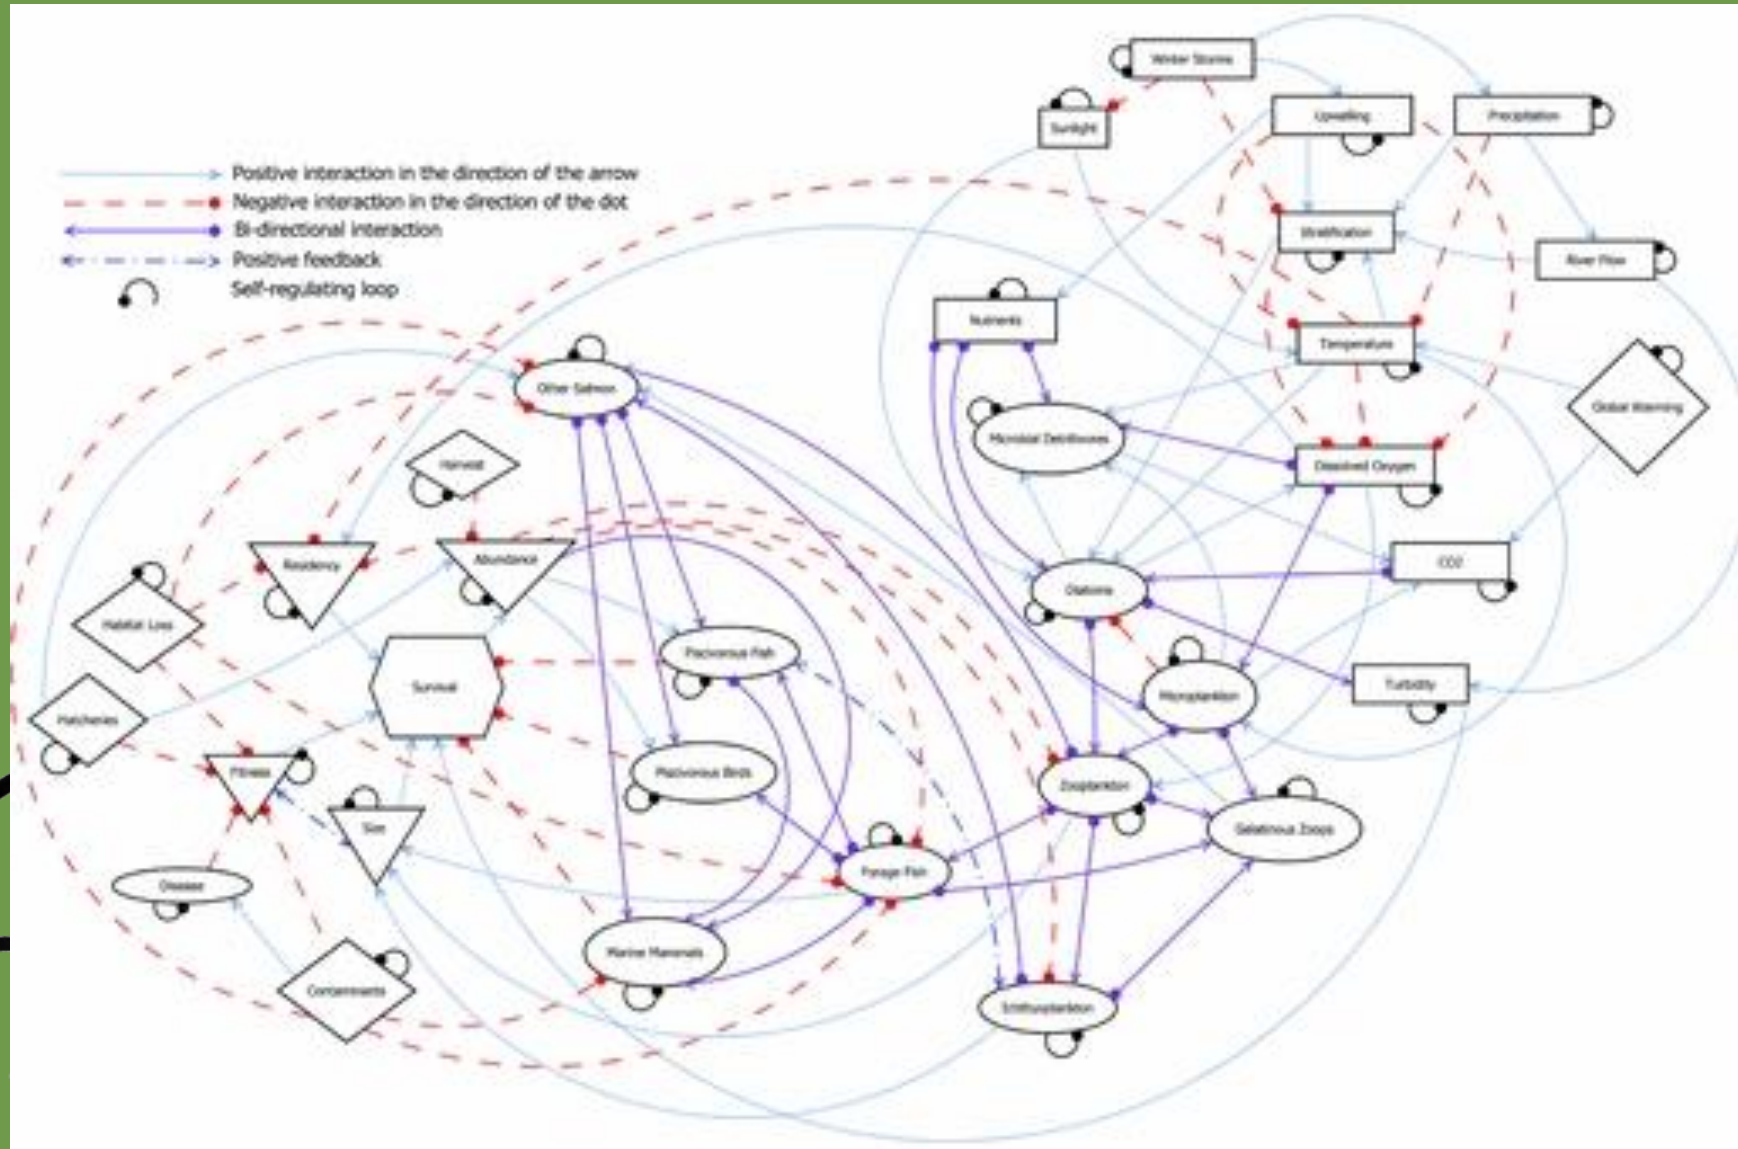 Winter Storms
Sunlight
Upwelling
Precipitation
Positive interaction in the direction of the arrow
Negative interaction in the direction of the dot
Bi-directional interaction
Positive feedback
Self-regulating loop
Stratification
River Flow
Nutrients
Temperature
Other Salmon
Global Warming
Microbial Detritivores
Harvest
Dissolved Oxygen
Residency
Abundance
CO2
Diatoms
Habitat Loss
Piscivorous Fish
Survival
Microplankton
Turbidity
Hatcheries
Fitness
Piscivorous Birds
Zooplankton
Size
Gelatinous Zoops
Disease
Forage Fish
Marine Mammals
Contaminants
Ichthyoplankton